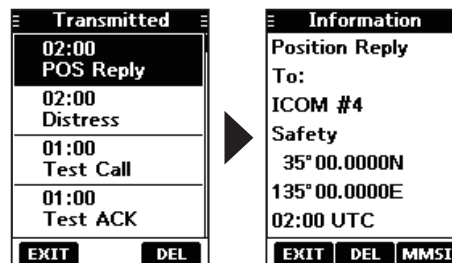 Transmitted
02:00
POS Reply
02:00
Distress
01:00
Test Call
01:00
Test ACK
EXIT DEL
Information
Position Reply
To:
ICOM #4
Safety
35°00.0000N
135°00.0000E
02:00 UTC
EXIT DEL MMSI